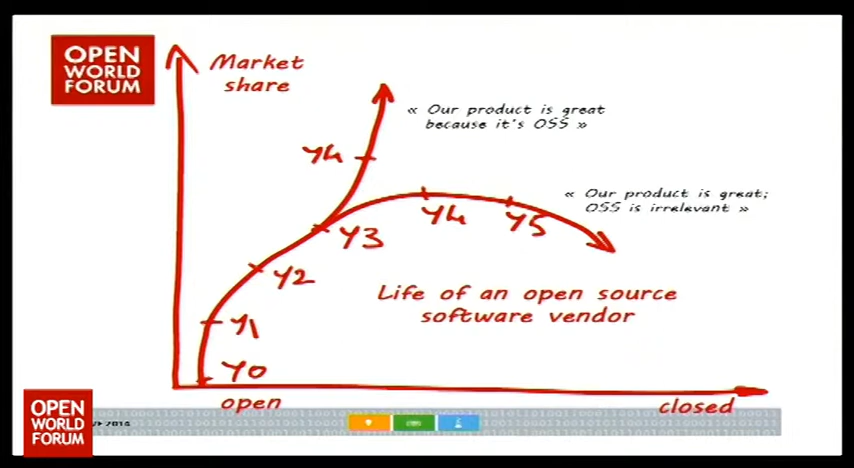 OPEN
WORLD
FORUM
Market
share
« Our product is great
because it's OSS »
Y4
« Our product is great;
OSS is irrelevant »
Y4
Y5
Y3
Y2
Life of an open source
software vendor
Y1
Y0
open
closed
OPEN
WORLD
FORUM
2014